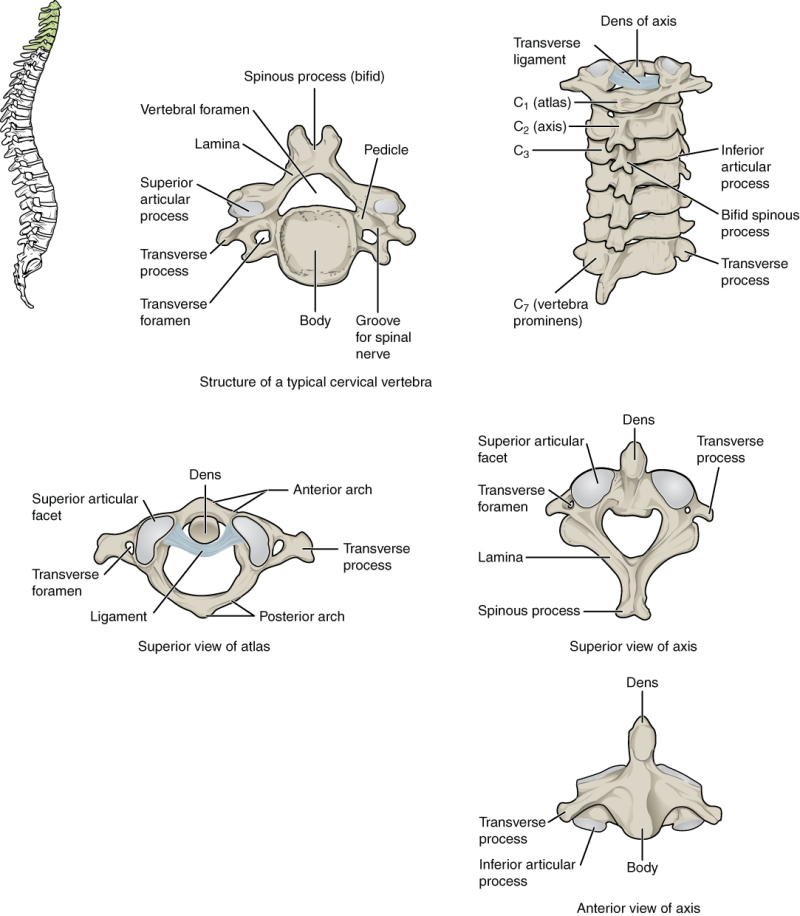 Spinous process (bifid)
Vertebral foramen
Lamina
Pedicle
Superior
articular
process
Transverse
process
Transverse
foramen
Body
Groove
for spinal
nerve
Structure of a typical cervical vertebra
Dens of axis
Transverse
ligament
C₁ (atlas)
C₂ (axis)
C₃
Inferior
articular
process
Bifid spinous
process
Transverse
process
C₇ (vertebra
prominens)
Dens
Anterior arch
Superior articular
facet
Transverse
foramen
Transverse
process
Ligament
Posterior arch
Superior view of atlas
Dens
Superior articular
facet
Transverse
process
Transverse
foramen
Lamina
Spinous process
Superior view of axis
Dens
Transverse
process
Inferior articular
process
Body
Anterior view of axis